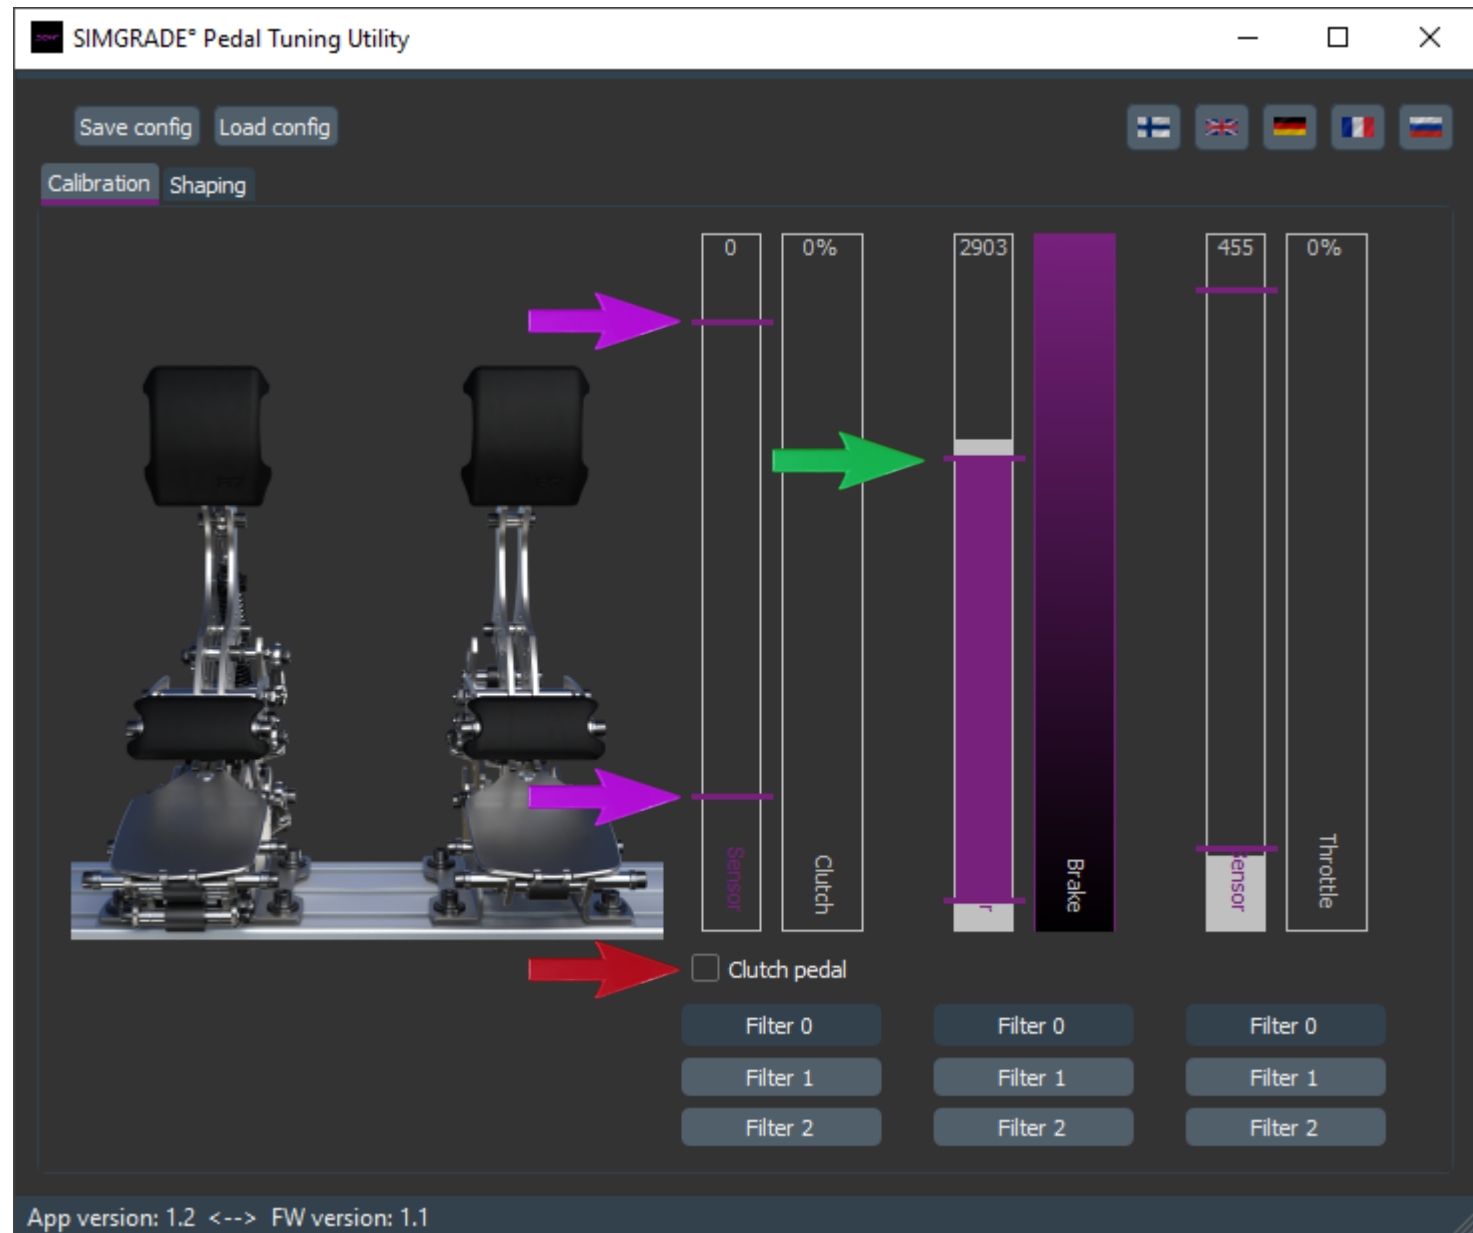 SIMGRADE° Pedal Tuning Utility
Save config
Load config
Calibration
Shaping
0
0%
2903
455
0%
Sensor
Clutch
r
Brake
Sensor
Throttle
Clutch pedal
Filter 0
Filter 0
Filter 0
Filter 1
Filter 1
Filter 1
Filter 2
Filter 2
Filter 2
App version: 1.2 <--> FW version: 1.1